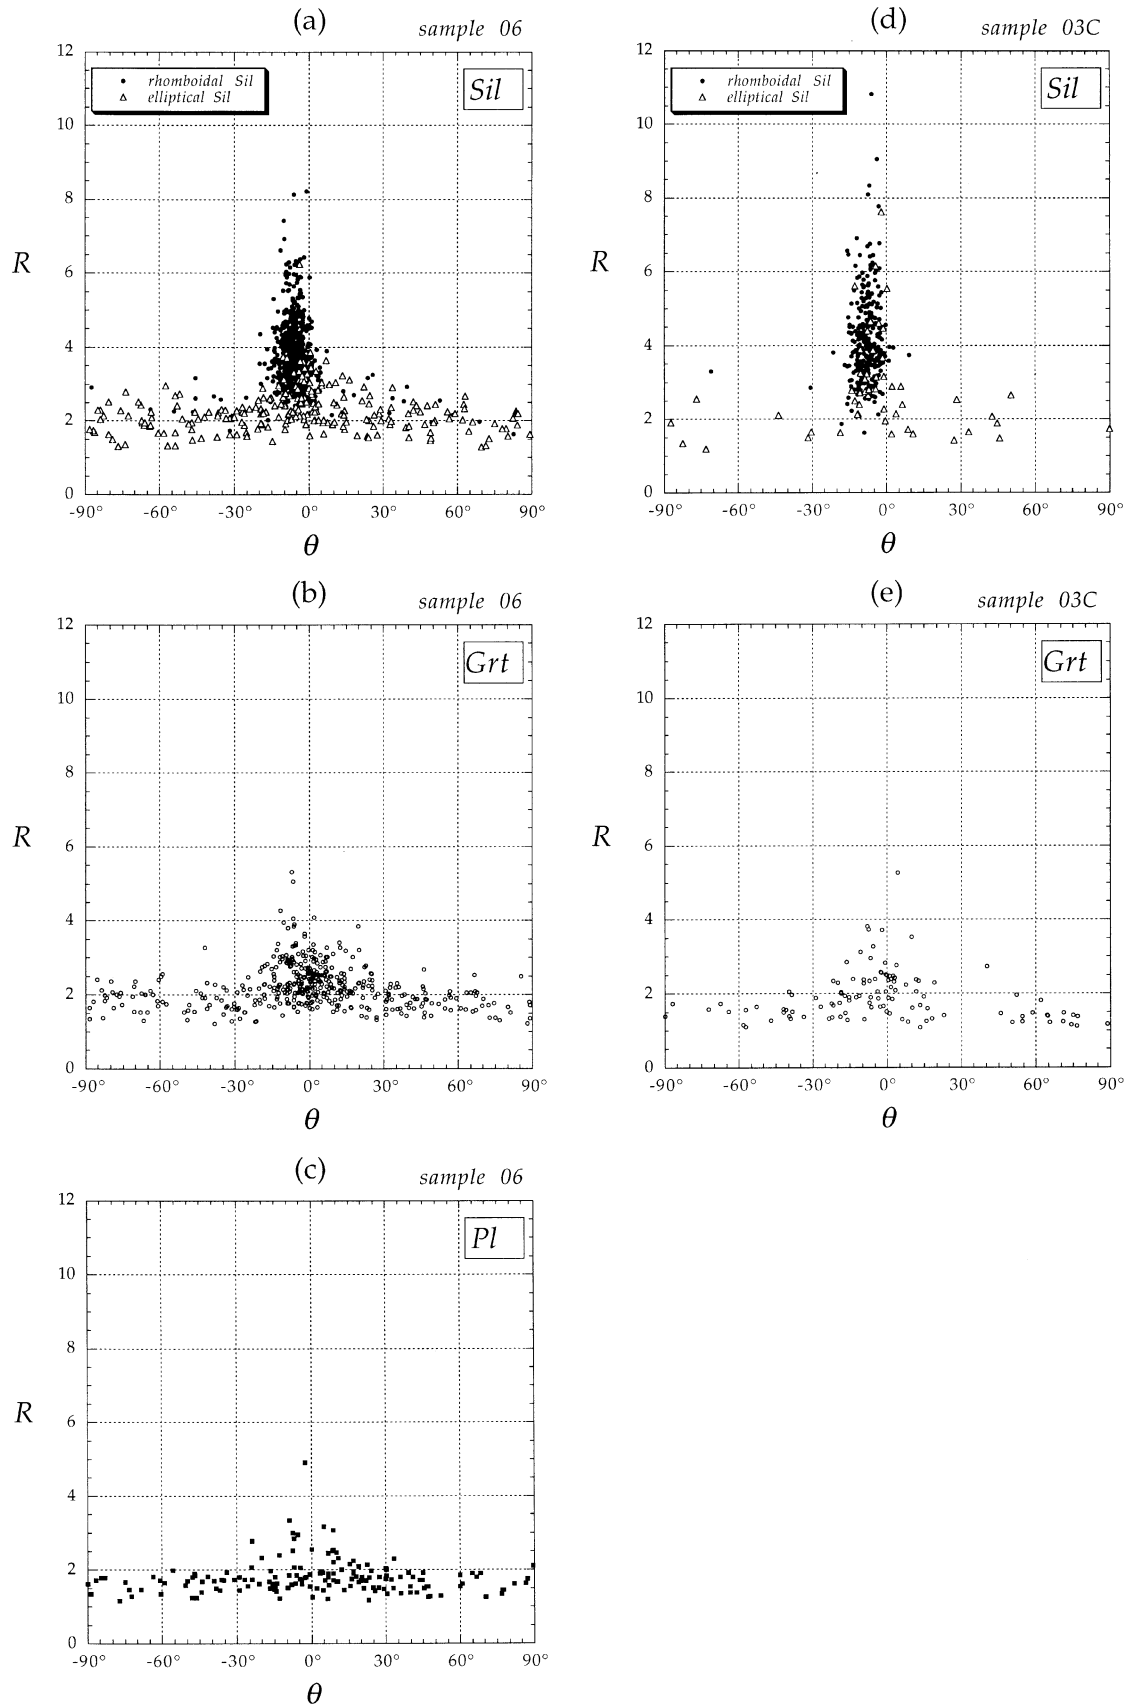 (a)
sample 06
12
10
8
6
4
2
0
R
rhomboidal Sil
elliptical Sil
Sil
-90° -60° -30° 0° 30° 60° 90°
θ
(d)
sample 03C
12
10
8
6
4
2
0
R
rhomboidal Sil
elliptical Sil
Sil
-90° -60° -30° 0° 30° 60° 90°
θ
(b)
sample 06
12
10
8
6
4
2
0
R
Grt
-90° -60° -30° 0° 30° 60° 90°
θ
(e)
sample 03C
12
10
8
6
4
2
0
R
Grt
-90° -60° -30° 0° 30° 60° 90°
θ
(c)
sample 06
12
10
8
6
4
2
0
R
Pl
-90° -60° -30° 0° 30° 60° 90°
θ